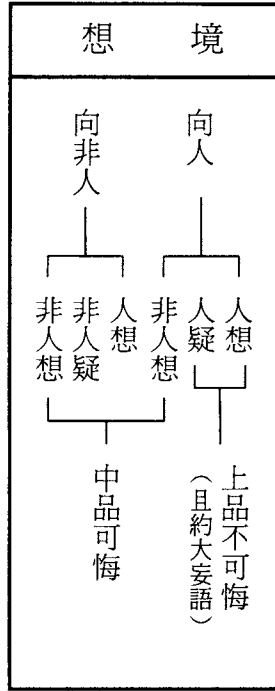 境想
向人
人想
人疑
非人想
上品不可悔
（且約大妄語）
向非人
人想
非人疑
非人想
中品可悔